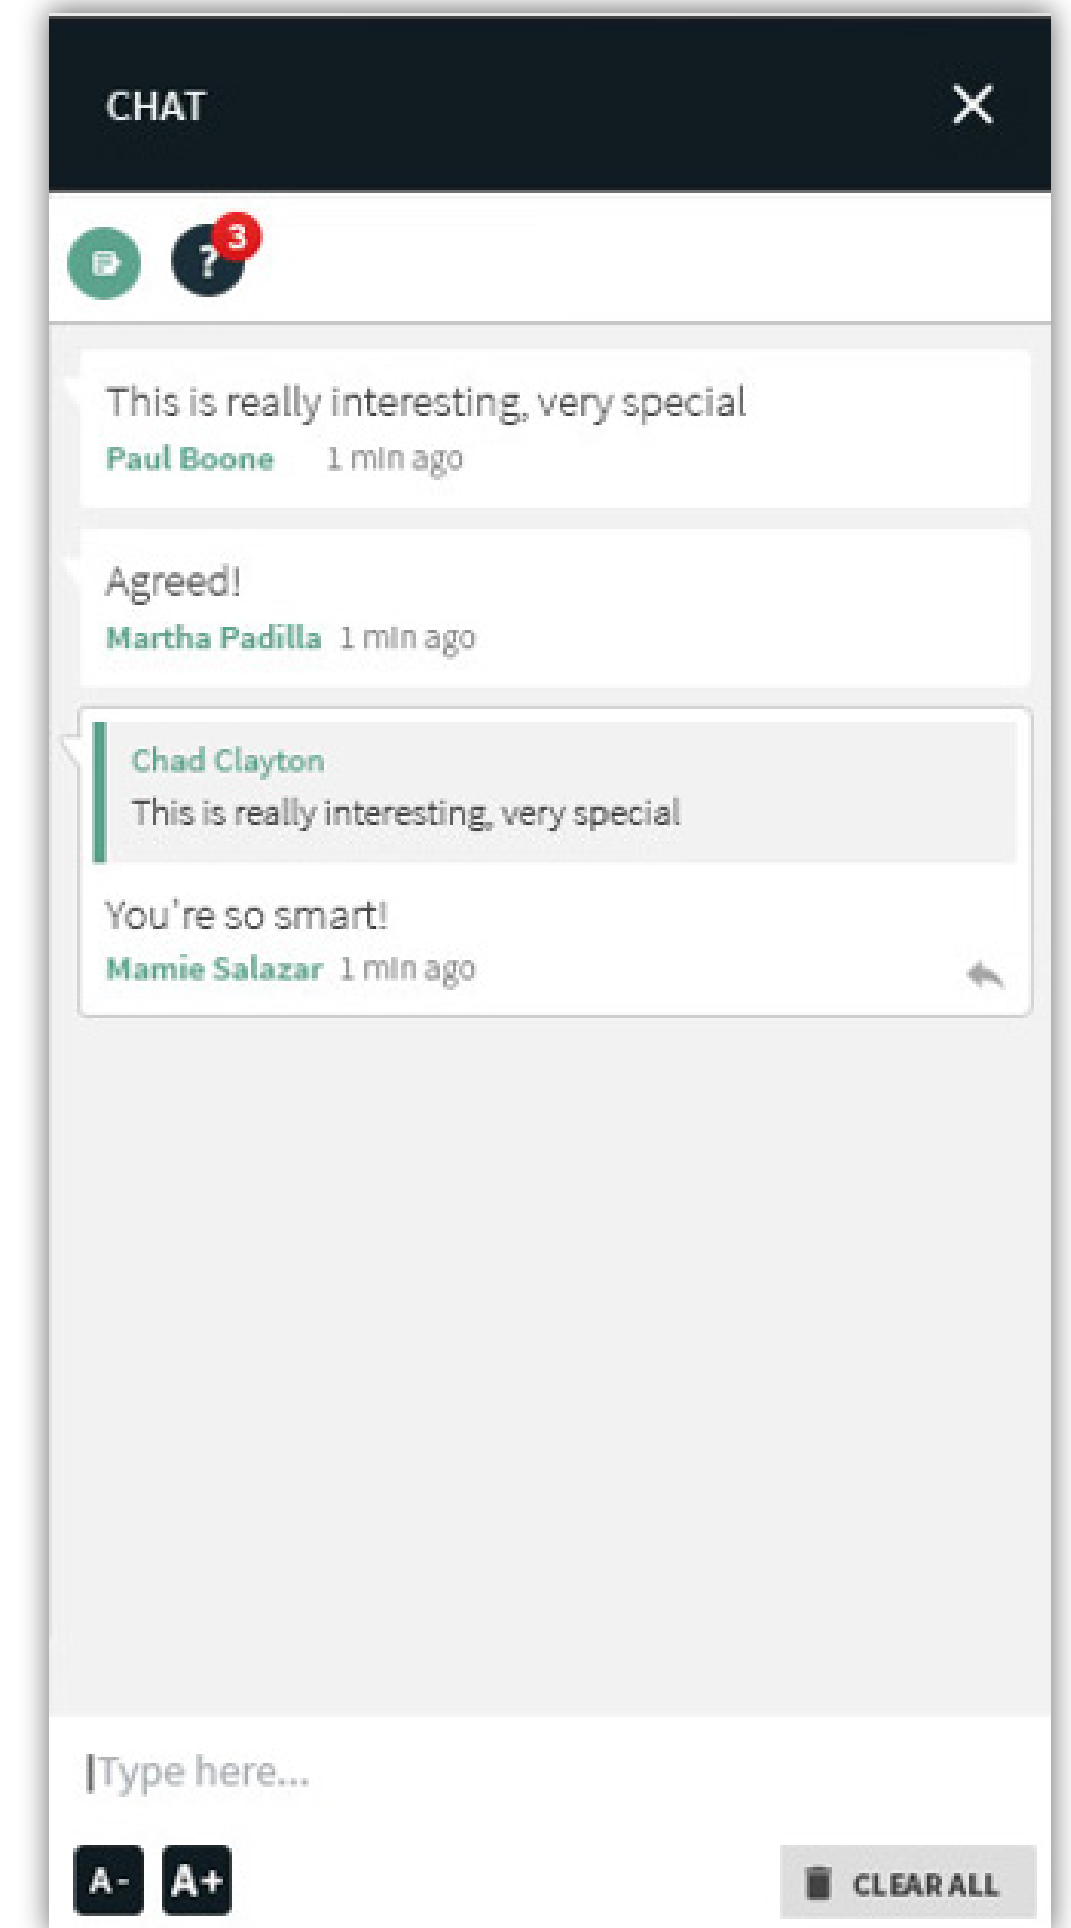 CHAT
? 3
This is really interesting, very special
Paul Boone 1 min ago
Agreed!
Martha Padilla 1 min ago
Chad Clayton
This is really interesting, very special
You're so smart!
Mamie Salazar 1 min ago
Type here...
A- A+ CLEAR ALL